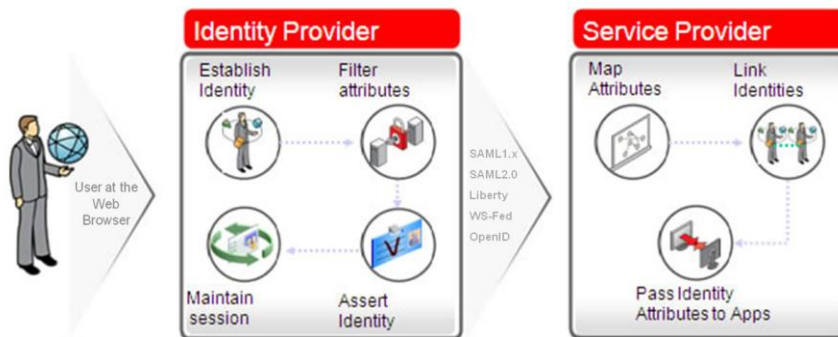 Identity Provider
Establish
Identity
Filter
attributes
Maintain
session
Assert
Identity
User at the
Web
Browser
SAML1.x
SAML2.0
Liberty
WS-Fed
OpenID
Service Provider
Map
Attributes
Link
Identities
Pass Identity
Attributes to Apps